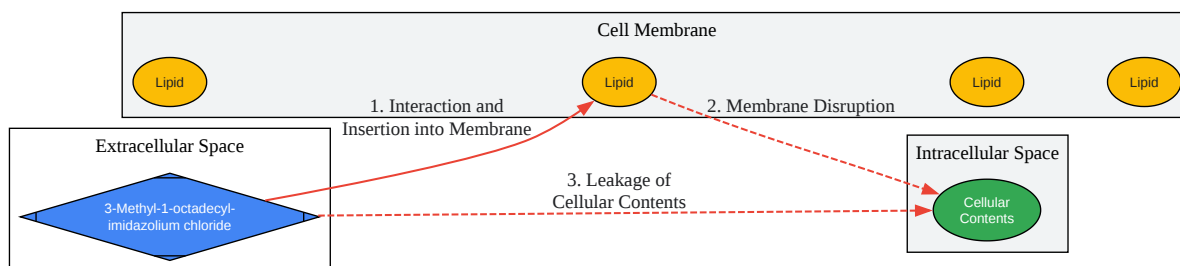 Cell Membrane
Lipid
Lipid
Lipid
Lipid
1. Interaction and
Insertion into Membrane
2. Membrane Disruption
Extracellular Space
3-Methyl-1-octadecyl-
imidazolium chloride
3. Leakage of
Cellular Contents
Intracellular Space
Cellular
Contents